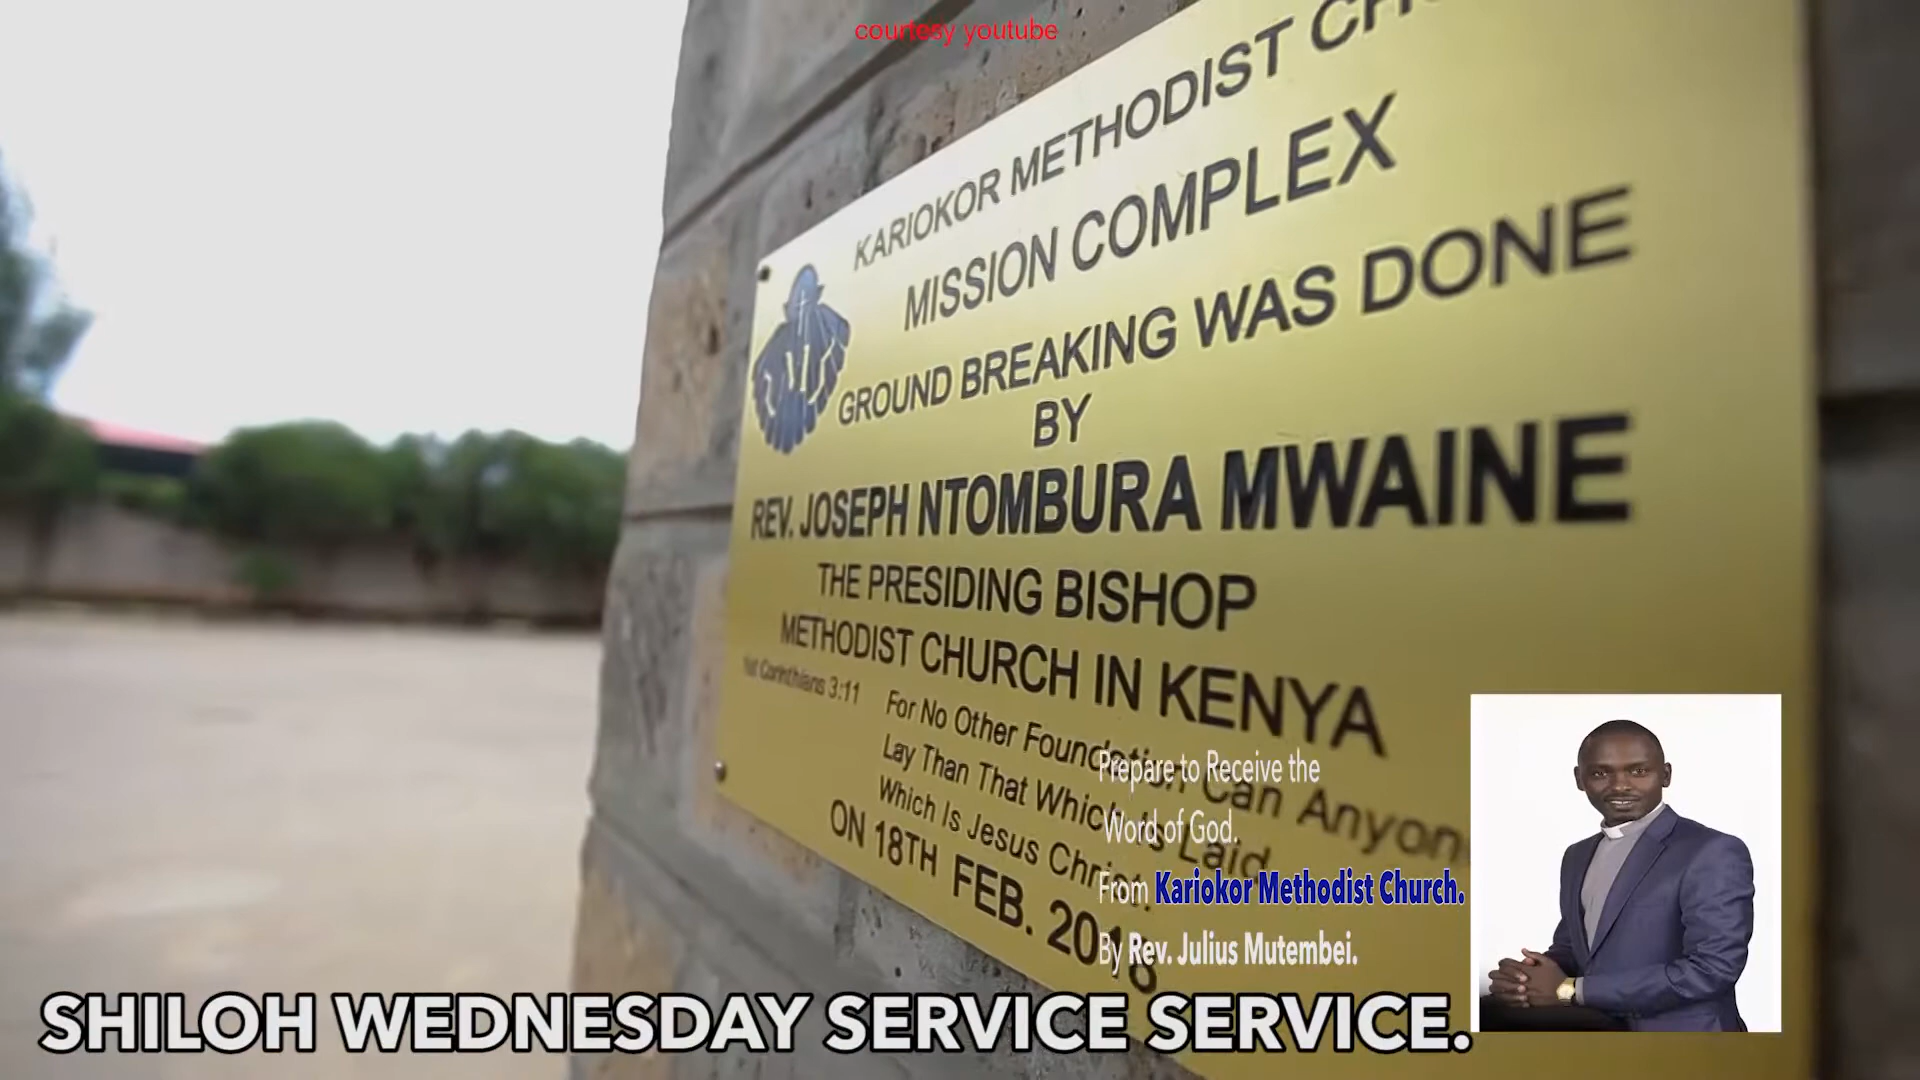 courtesy youtube
KARIOKOR METHODIST
MISSION COMPLEX
GROUND BREAKING WAS DONE
BY
REV. JOSEPH NTOMBURA MWAINE
THE PRESIDING BISHOP
METHODIST CHURCH IN KENYA
1st Corinthians 3:11 For No Other Foundation Can Anyone
Lay Than That Which Is Laid
Which Is Jesus Christ.
ON 18TH FEB. 2018
Prepare to Receive the
Word of God.
From Kariokor Methodist Church.
By Rev. Julius Mutembei.
SHILOH WEDNESDAY SERVICE SERVICE.